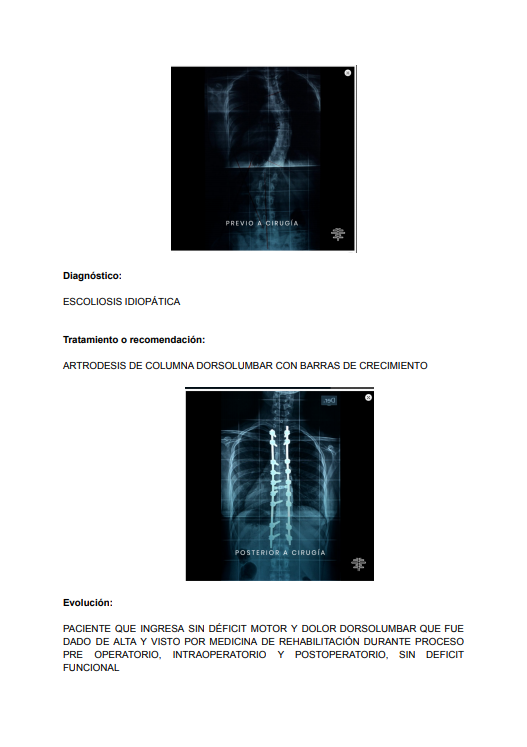 PREVIO A CIRUGÍA
Diagnóstico:
ESCOLIOSIS IDIOPÁTICA
Tratamiento o recomendación:
ARTRODESIS DE COLUMNA DORSOLUMBAR CON BARRAS DE CRECIMIENTO
Der.
POSTERIOR A CIRUGÍA
Evolución:
PACIENTE QUE INGRESA SIN DÉFICIT MOTOR Y DOLOR DORSOLUMBAR QUE FUE
DADO DE ALTA Y VISTO POR MEDICINA DE REHABILITACIÓN DURANTE PROCESO
PRE OPERATORIO, INTRAOPERATORIO Y POSTOPERATORIO, SIN DEFICIT
FUNCIONAL